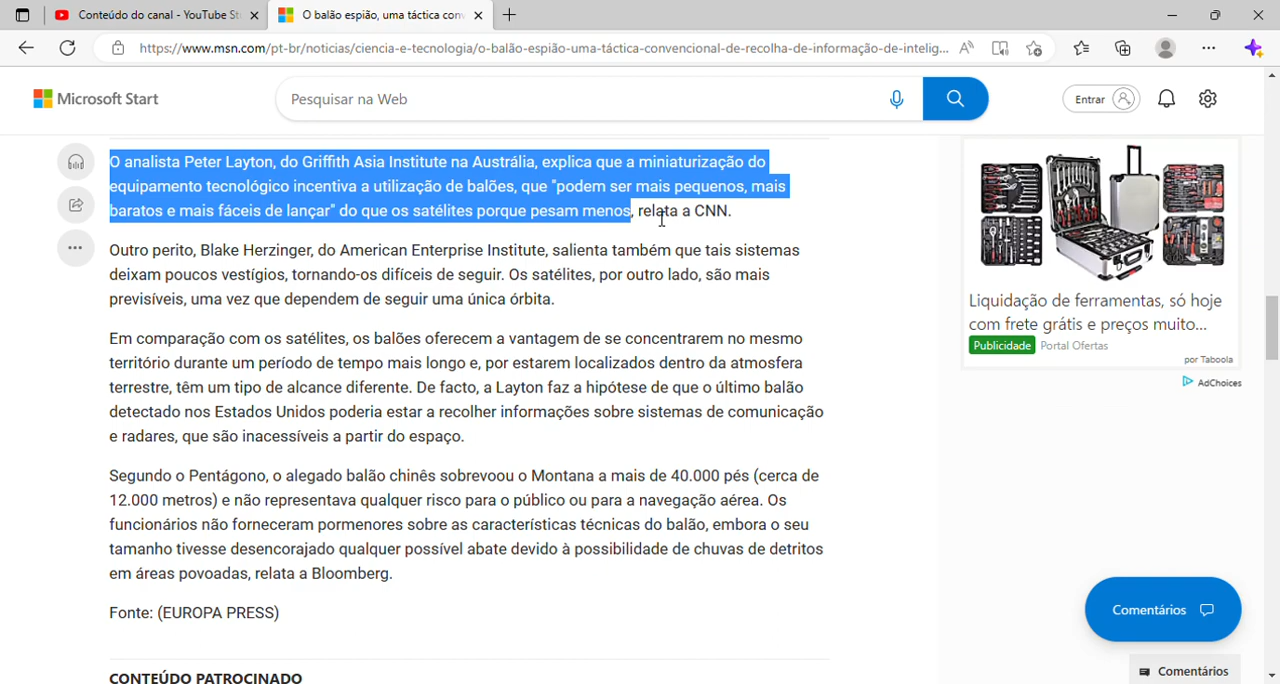 Conteúdo do canal - YouTube St
O balão espião, uma táctica conv
https://www.msn.com/pt-br/noticias/ciencia-e-tecnologia/o-balão-espião-uma-táctica-convencional-de-recolha-de-informação-de-intelig...
Microsoft Start
Pesquisar na Web
Entrar
O analista Peter Layton, do Griffith Asia Institute na Austrália, explica que a miniaturização do
equipamento tecnológico incentiva a utilização de balões, que "podem ser mais pequenos, mais
baratos e mais fáceis de lançar" do que os satélites porque pesam menos, relata a CNN.
Outro perito, Blake Herzinger, do American Enterprise Institute, salienta também que tais sistemas
deixam poucos vestígios, tornando-os difíceis de seguir. Os satélites, por outro lado, são mais
previsíveis, uma vez que dependem de seguir uma única órbita.
Em comparação com os satélites, os balões oferecem a vantagem de se concentrarem no mesmo
território durante um período de tempo mais longo e, por estarem localizados dentro da atmosfera
terrestre, têm um tipo de alcance diferente. De facto, a Layton faz a hipótese de que o último balão
detectado nos Estados Unidos poderia estar a recolher informações sobre sistemas de comunicação
e radares, que são inacessíveis a partir do espaço.
Segundo o Pentágono, o alegado balão chinês sobrevoou o Montana a mais de 40.000 pés (cerca de
12.000 metros) e não representava qualquer risco para o público ou para a navegação aérea. Os
funcionários não forneceram pormenores sobre as características técnicas do balão, embora o seu
tamanho tivesse desencorajado qualquer possível abate devido à possibilidade de chuvas de detritos
em áreas povoadas, relata a Bloomberg.
Fonte: (EUROPA PRESS)
CONTEÚDO PATROCINADO
Liquidação de ferramentas, só hoje
com frete grátis e preços muito...
Publicidade Portal Ofertas
por Taboola
AdChoices
Comentários
Comentários